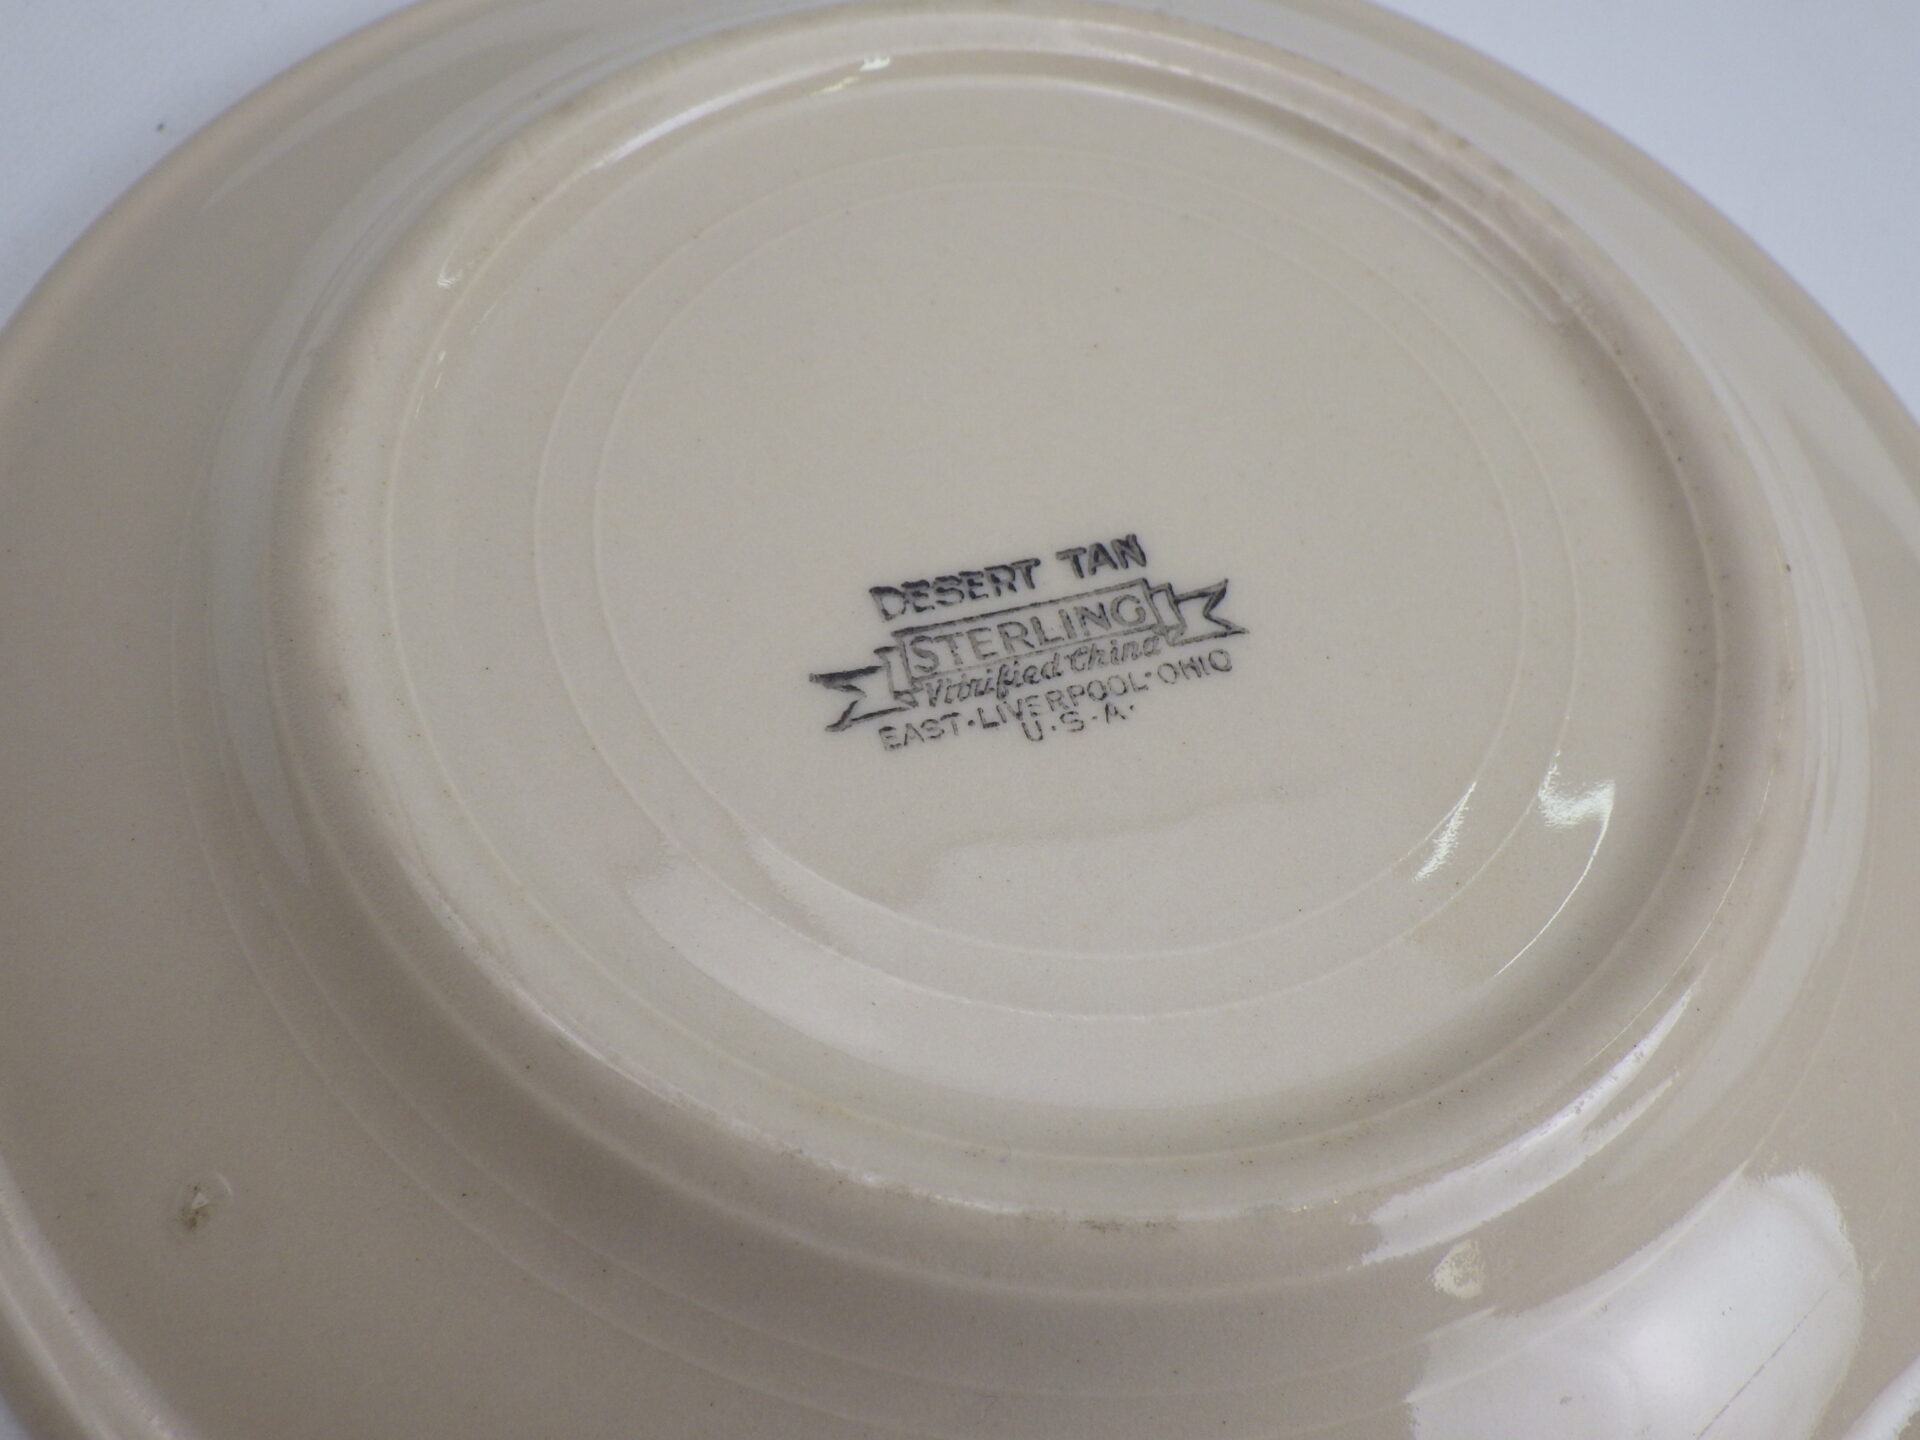 DESERT TAN
STERLING
Vitrified China
EAST·LIVERPOOL·OHIO
U.S.A.